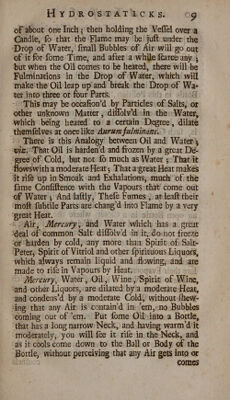 HYDROSTATICKS. 9
of about one Inch; then holding the Vessel over a
Candle, so that the Flame may be just under the
Drop of Water, small Bubbles of Air will go out
of it for some Time, and after a while scarce any;
but when the Oil comes to be heated, there will be
Fulminations in the Drop of Water, which will
make the Oil leap up and break the Drop of Wa-
ter into three or four Parts.
This may be occasion'd by Particles of Salts, or
other unknown Matter, dissolv'd in the Water,
which being heated to a certain Degree, dilate
themselves at once like Aurum fulminans.
There is this Analogy between Oil and Water;
viz. That Oil is harden'd and frozen by a great De-
gree of Cold, but not so much as Water; That it
flows with a moderate Heat; That a great Heat makes
it rise up in Smoak and Exhalations, much of the
same Consistence with the Vapours that come out
of Water; And lastly, These Fumes, at least their
most subtile Parts are chang'd into Flame by a very
great Heat.
Air, Mercury, and Water which has a great
deal of common Salt dissolv'd in it, do not freeze
or harden by cold, any more than Spirit of Salt-
Peter, Spirit of Vitriol and other spirituous Liquors,
which always remain liquid and flowing, and are
made to rise in Vapours by Heat.
Mercury, Water, Oil, Wine, Spirit of Wine,
and other Liquors, are dilated by a moderate Heat,
and condens'd by a moderate Cold, without shew-
ing that any Air is contain'd in 'em, no Bubbles
coming out of 'em. Put some Oil into a Bottle,
that has a long narrow Neck, and having warm'd it
moderately, you will see it rise in the Neck, and
as it cools come down to the Ball or Body of the
Bottle, without perceiving that any Air gets into or
comes